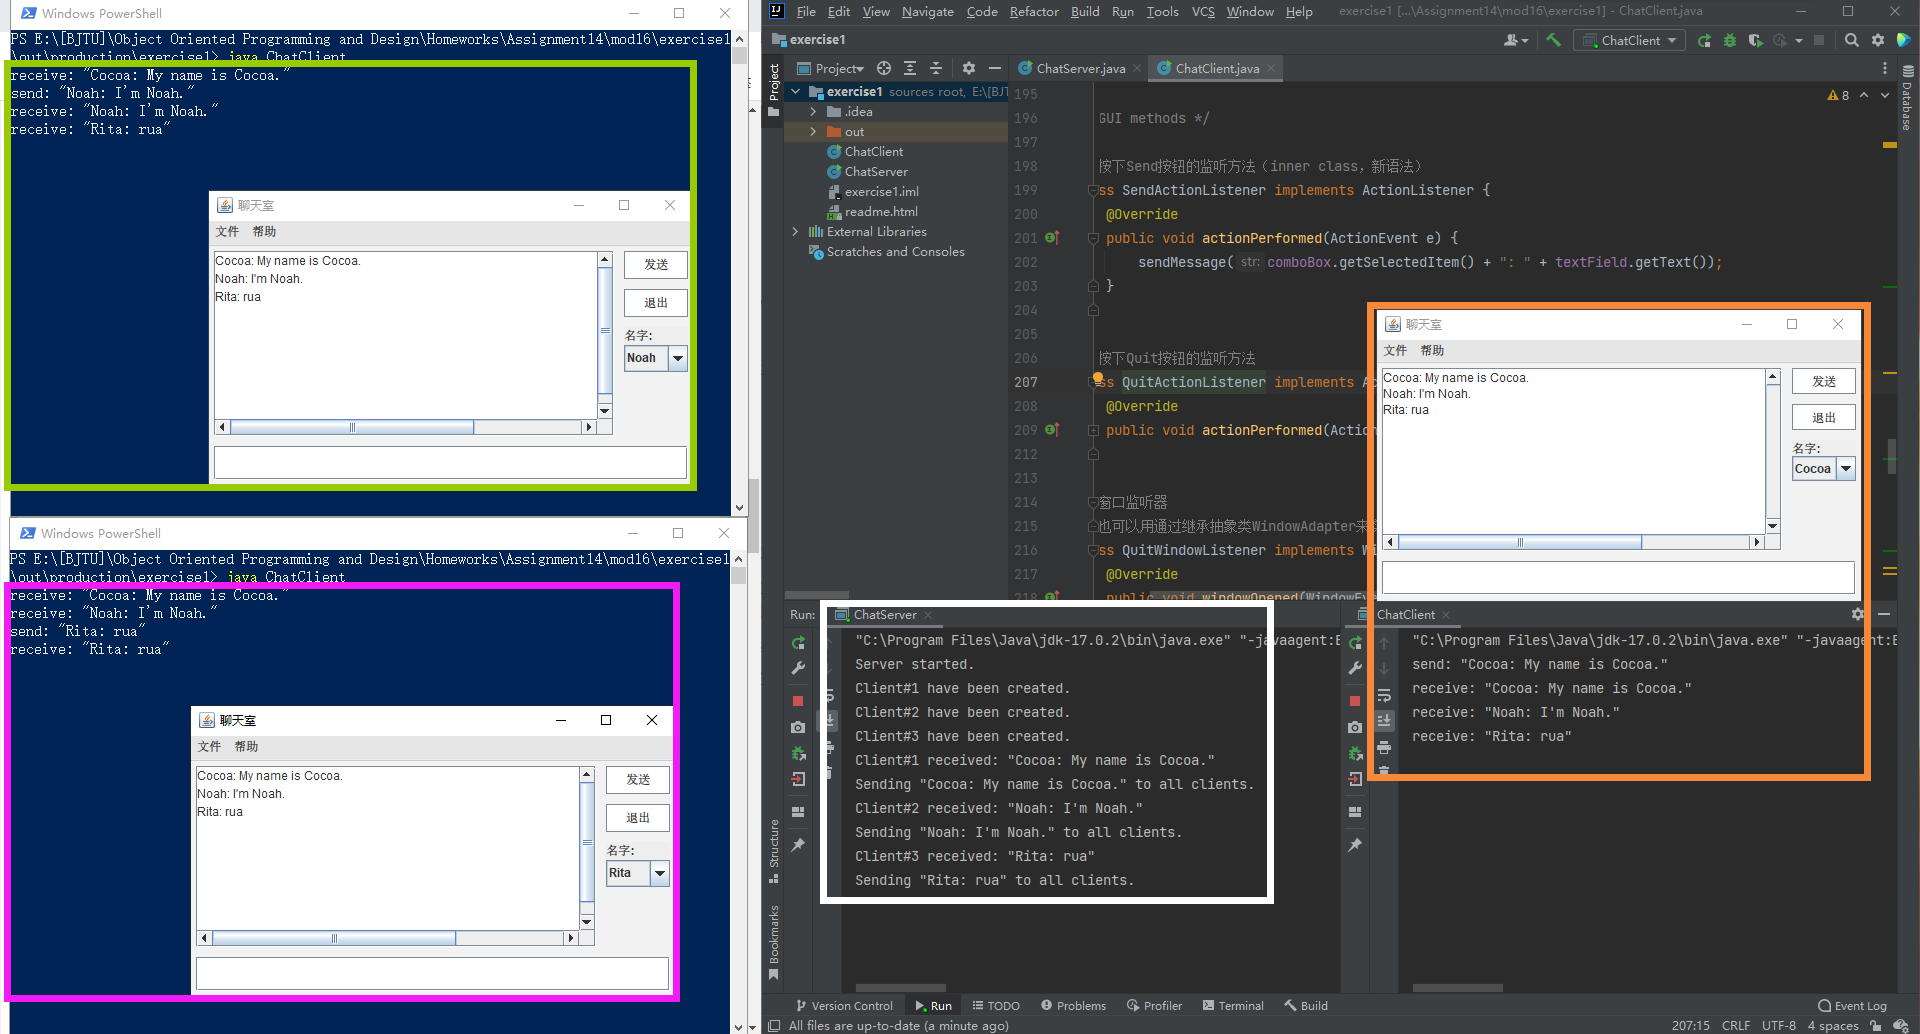 Windows PowerShell
PS E:\[BJTU]\Object Oriented Programming and Design\Homeworks\Assignment14\mod16\exercise1
\out\production\exercise1> java ChatClient
receive: "Cocoa: My name is Cocoa."
send: "Noah: I'm Noah."
receive: "Noah: I'm Noah."
receive: "Rita: rua"
聊天室
文件 帮助
Cocoa: My name is Cocoa.
Noah: I'm Noah.
Rita: rua
发送
退出
名字:
Noah
Windows PowerShell
PS E:\[BJTU]\Object Oriented Programming and Design\Homeworks\Assignment14\mod16\exercise1
\out\production\exercise1> java ChatClient
receive: "Cocoa: My name is Cocoa."
receive: "Noah: I'm Noah."
send: "Rita: rua"
receive: "Rita: rua"
聊天室
文件 帮助
Cocoa: My name is Cocoa.
Noah: I'm Noah.
Rita: rua
发送
退出
名字:
Rita
File Edit View Navigate Code Refactor Build Run Tools VCS Window Help exercise1 [...\Assignment14\mod16\exercise1] - ChatClient.java
exercise1
ChatClient
Project
Project
ChatServer.java
ChatClient.java
exercise1 sources root, E:\[BJT
.idea
out
ChatClient
ChatServer
exercise1.iml
readme.html
External Libraries
Scratches and Consoles
8
Database
195
196 GUI methods */
197
198 按下Send按钮的监听方法（inner class，新语法）
199 ss SendActionListener implements ActionListener {
200 @Override
201 public void actionPerformed(ActionEvent e) {
202 sendMessage( str: comboBox.getSelectedItem() + ": " + textField.getText());
203 }
204
205
206 按下Quit按钮的监听方法
207 ss QuitActionListener implements Ac
208 @Override
209 public void actionPerformed(Action
212
213
214 窗口监听器
215 也可以用通过继承抽象类WindowAdapter来
216 ss QuitWindowListener implements Wi
217 @Override
218 public void windowOpened(WindowEv
聊天室
文件 帮助
Cocoa: My name is Cocoa.
Noah: I'm Noah.
Rita: rua
发送
退出
名字:
Cocoa
Run:
ChatServer
"C:\Program Files\Java\jdk-17.0.2\bin\java.exe" "-javaagent:E
Server started.
Client#1 have been created.
Client#2 have been created.
Client#3 have been created.
Client#1 received: "Cocoa: My name is Cocoa."
Sending "Cocoa: My name is Cocoa." to all clients.
Client#2 received: "Noah: I'm Noah."
Sending "Noah: I'm Noah." to all clients.
Client#3 received: "Rita: rua"
Sending "Rita: rua" to all clients.
ChatClient
"C:\Program Files\Java\jdk-17.0.2\bin\java.exe" "-javaagent:E
send: "Cocoa: My name is Cocoa."
receive: "Cocoa: My name is Cocoa."
receive: "Noah: I'm Noah."
receive: "Rita: rua"
Structure
Bookmarks
Version Control Run TODO Problems Profiler Terminal Build Event Log
All files are up-to-date (a minute ago) 207:15 CRLF UTF-8 4 spaces